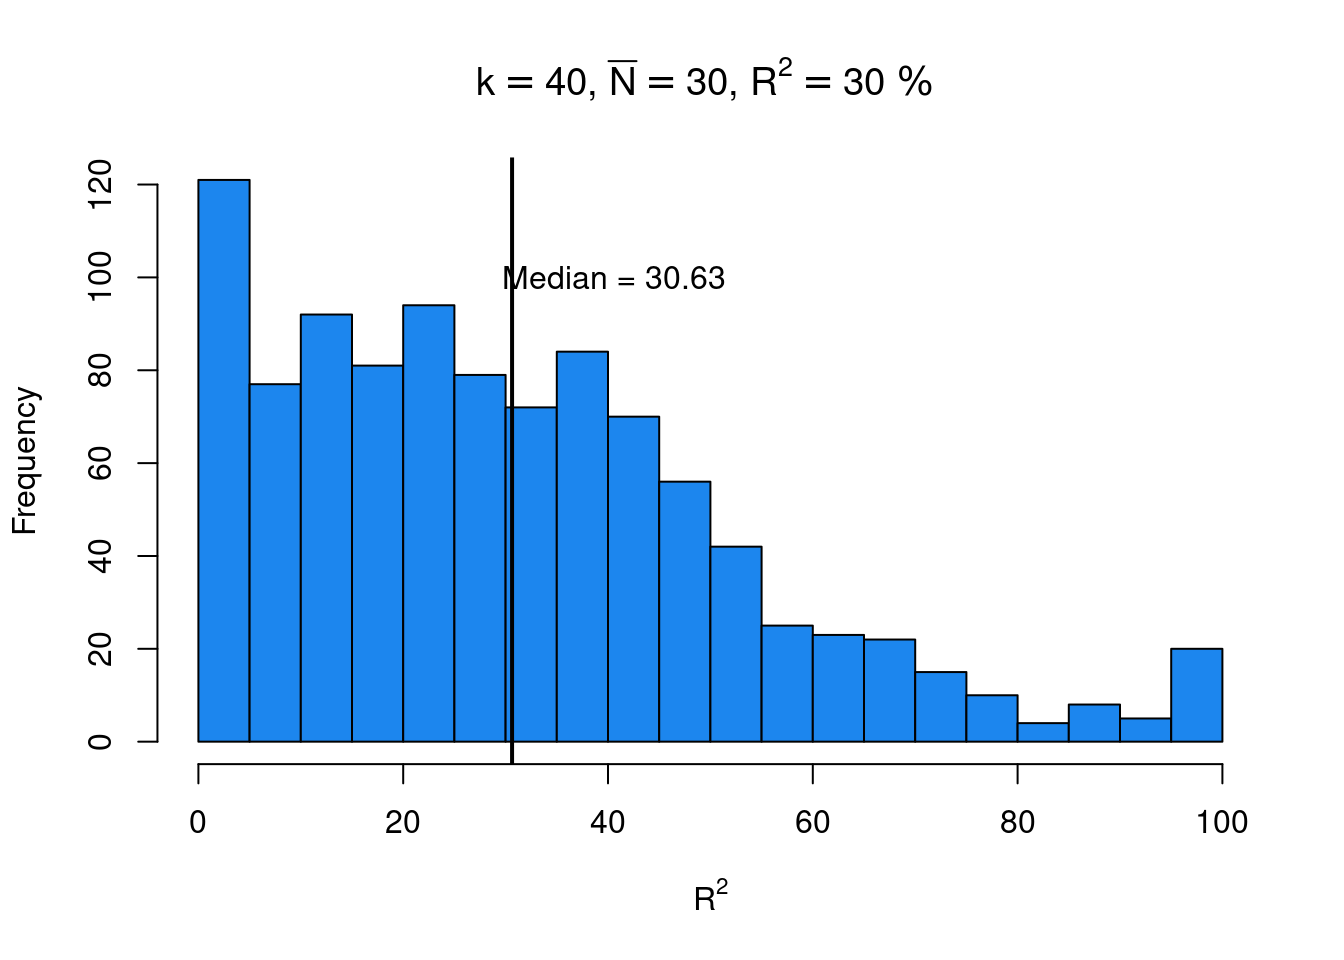 k = 40, N̅ = 30, R² = 30 %
Median = 30.63
Frequency
120
100
80
60
40
20
0
0 20 40 60 80 100
R²